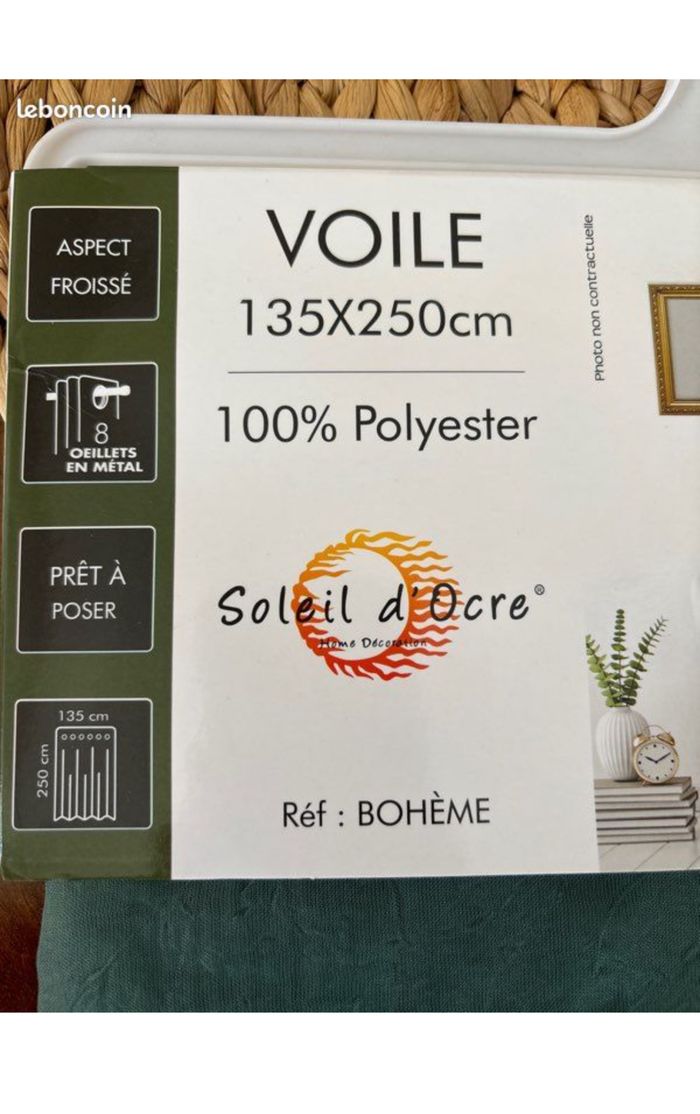 leboncoin
ASPECT
FROISSÉ
8
OEILLETS
EN MÉTAL
PRÊT À
POSER
135 cm
250 cm
VOILE
135X250cm
100% Polyester
Soleil d'Ocre®
Home Décoration
Réf : BOHÈME
Photo non contractuelle